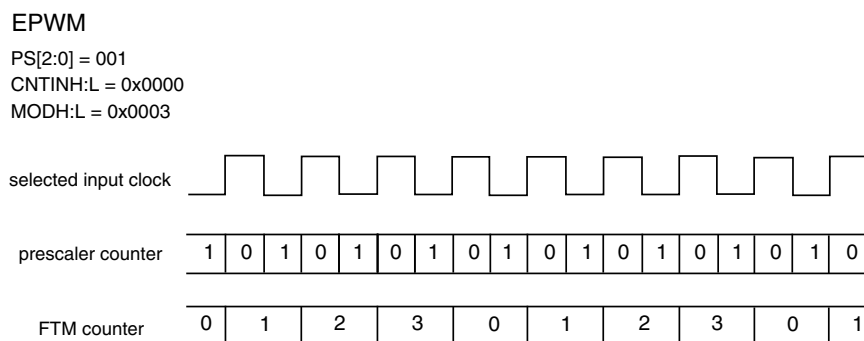 EPWM
PS[2:0] = 001
CNTINH:L = 0x0000
MODH:L = 0x0003
selected input clock
prescaler counter 1 0 1 0 1 0 1 0 1 0 1 0 1 0 1 0 1 0
FTM counter 0 1 2 3 0 1 2 3 0 1